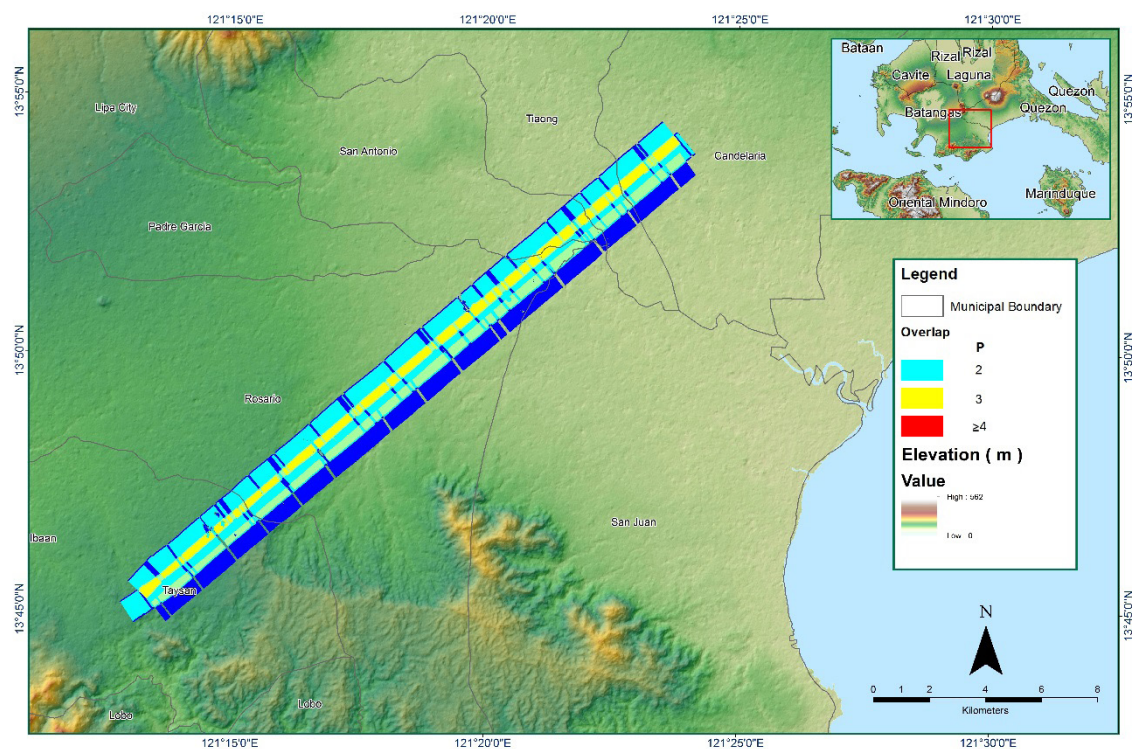 121°15'0"E
121°20'0"E
121°25'0"E
121°30'0"E
13°55'0"N
13°50'0"N
13°45'0"N
13°55'0"N
13°50'0"N
13°45'0"N
Lipa City
Tiaong
San Antonio
Candelaria
Padre Garcia
Rosario
San Juan
Ibaan
Taysan
Lobo
Lobo
Bataan
Rizal
Rizal
Cavite
Laguna
Quezon
Batangas
Quezon
Marinduque
Oriental Mindoro
Legend
Municipal Boundary
Overlap
P
2
3
≥4
Elevation ( m )
Value
High : 562
Low : 0
N
0 1 2 4 6 8
Kilometers
121°15'0"E
121°20'0"E
121°25'0"E
121°30'0"E